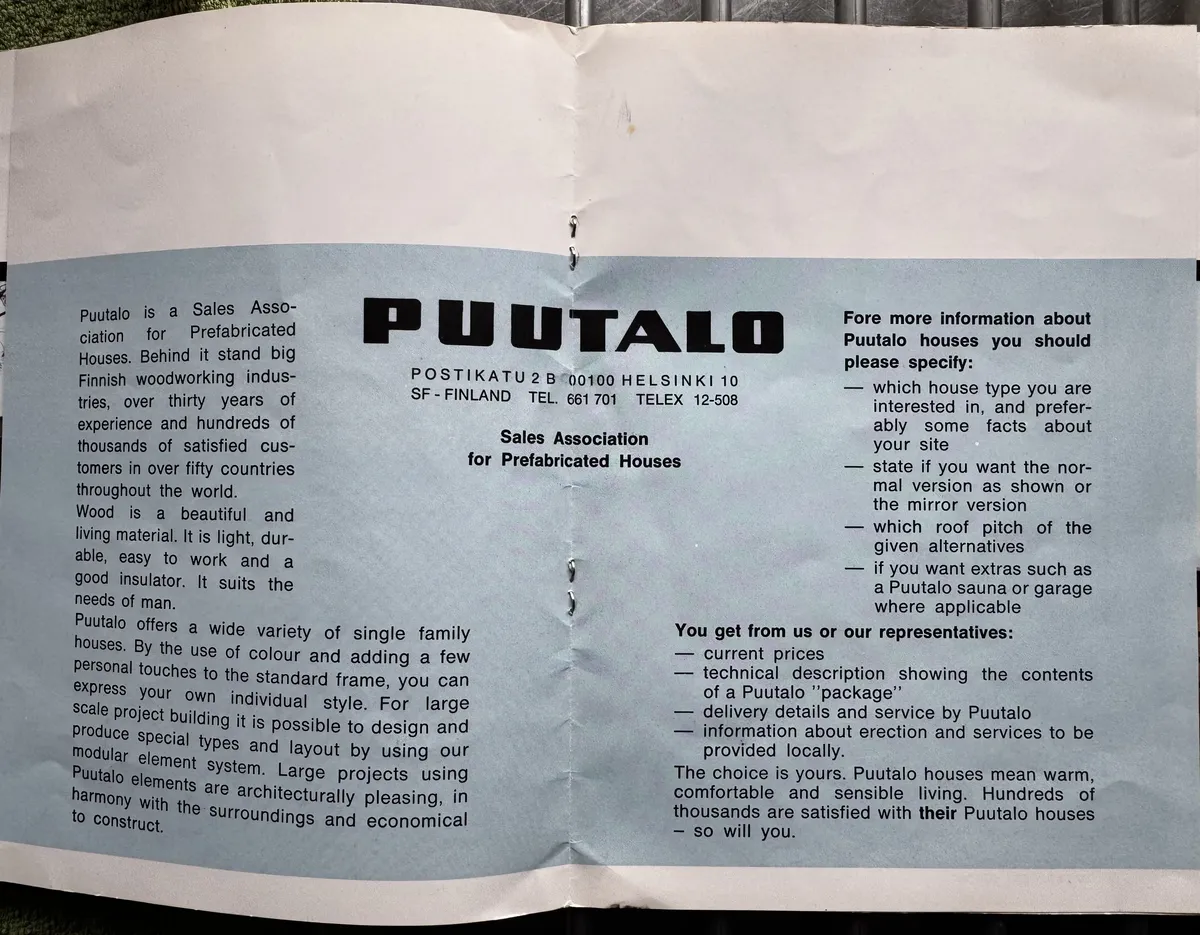 Puutalo is a Sales Asso-
ciation for Prefabricated
Houses. Behind it stand big
Finnish woodworking indus-
tries, over thirty years of
experience and hundreds of
thousands of satisfied cus-
tomers in over fifty countries
throughout the world.
Wood is a beautiful and
living material. It is light, dur-
able, easy to work and a
good insulator. It suits the
needs of man.
Puutalo offers a wide variety of single family
houses. By the use of colour and adding a few
personal touches to the standard frame, you can
express your own individual style. For large
scale project building it is possible to design and
produce special types and layout by using our
modular element system. Large projects using
Puutalo elements are architecturally pleasing, in
harmony with the surroundings and economical
to construct.
PUUTALO
POSTIKATU 2 B 00100 HELSINKI 10
SF - FINLAND TEL. 661 701 TELEX 12-508
Sales Association
for Prefabricated Houses
Fore more information about
Puutalo houses you should
please specify:
— which house type you are
interested in, and prefer-
ably some facts about
your site
— state if you want the nor-
mal version as shown or
the mirror version
— which roof pitch of the
given alternatives
— if you want extras such as
a Puutalo sauna or garage
where applicable
You get from us or our representatives:
— current prices
— technical description showing the contents
of a Puutalo "package"
— delivery details and service by Puutalo
— information about erection and services to be
provided locally.
The choice is yours. Puutalo houses mean warm,
comfortable and sensible living. Hundreds of
thousands are satisfied with their Puutalo houses
– so will you.